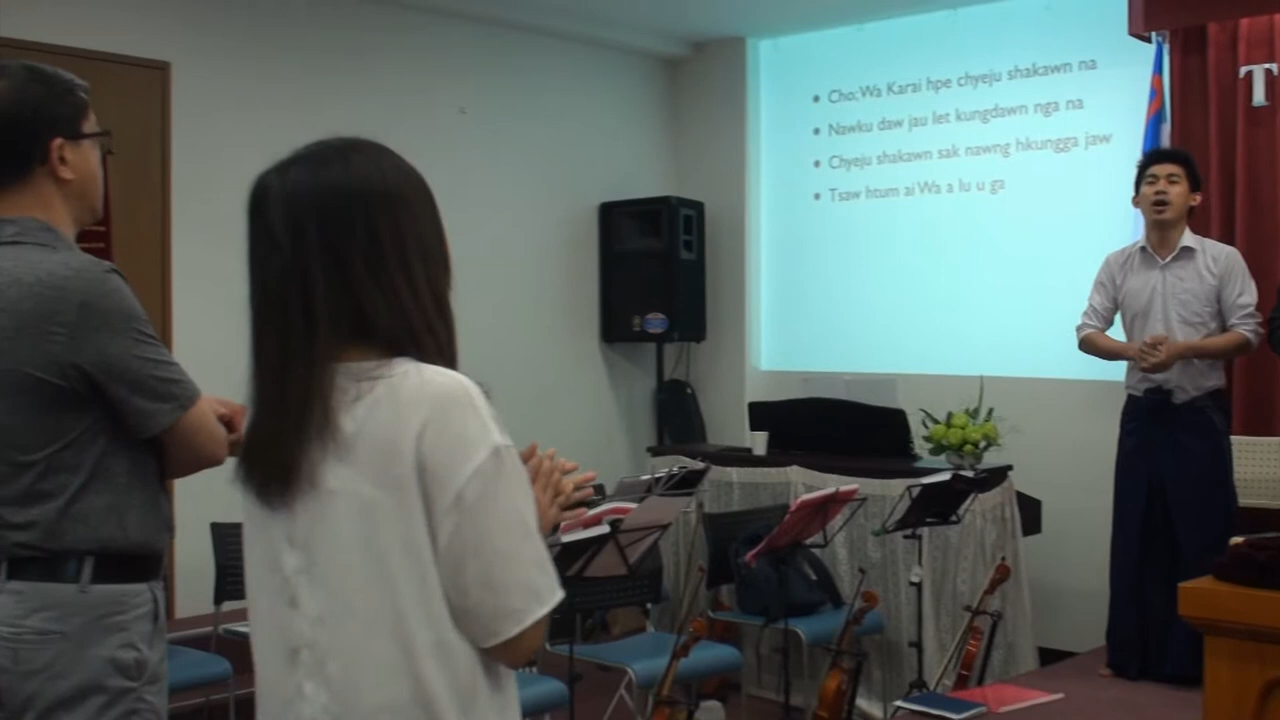 • Cho: Wa Karai hpe chyeju shakawn na
• Nawku daw jau let kungdawn nga na
• Chyeju shakawn sak nawng hkungga jaw
• Tsaw htum ai Wa a lu u ga
T